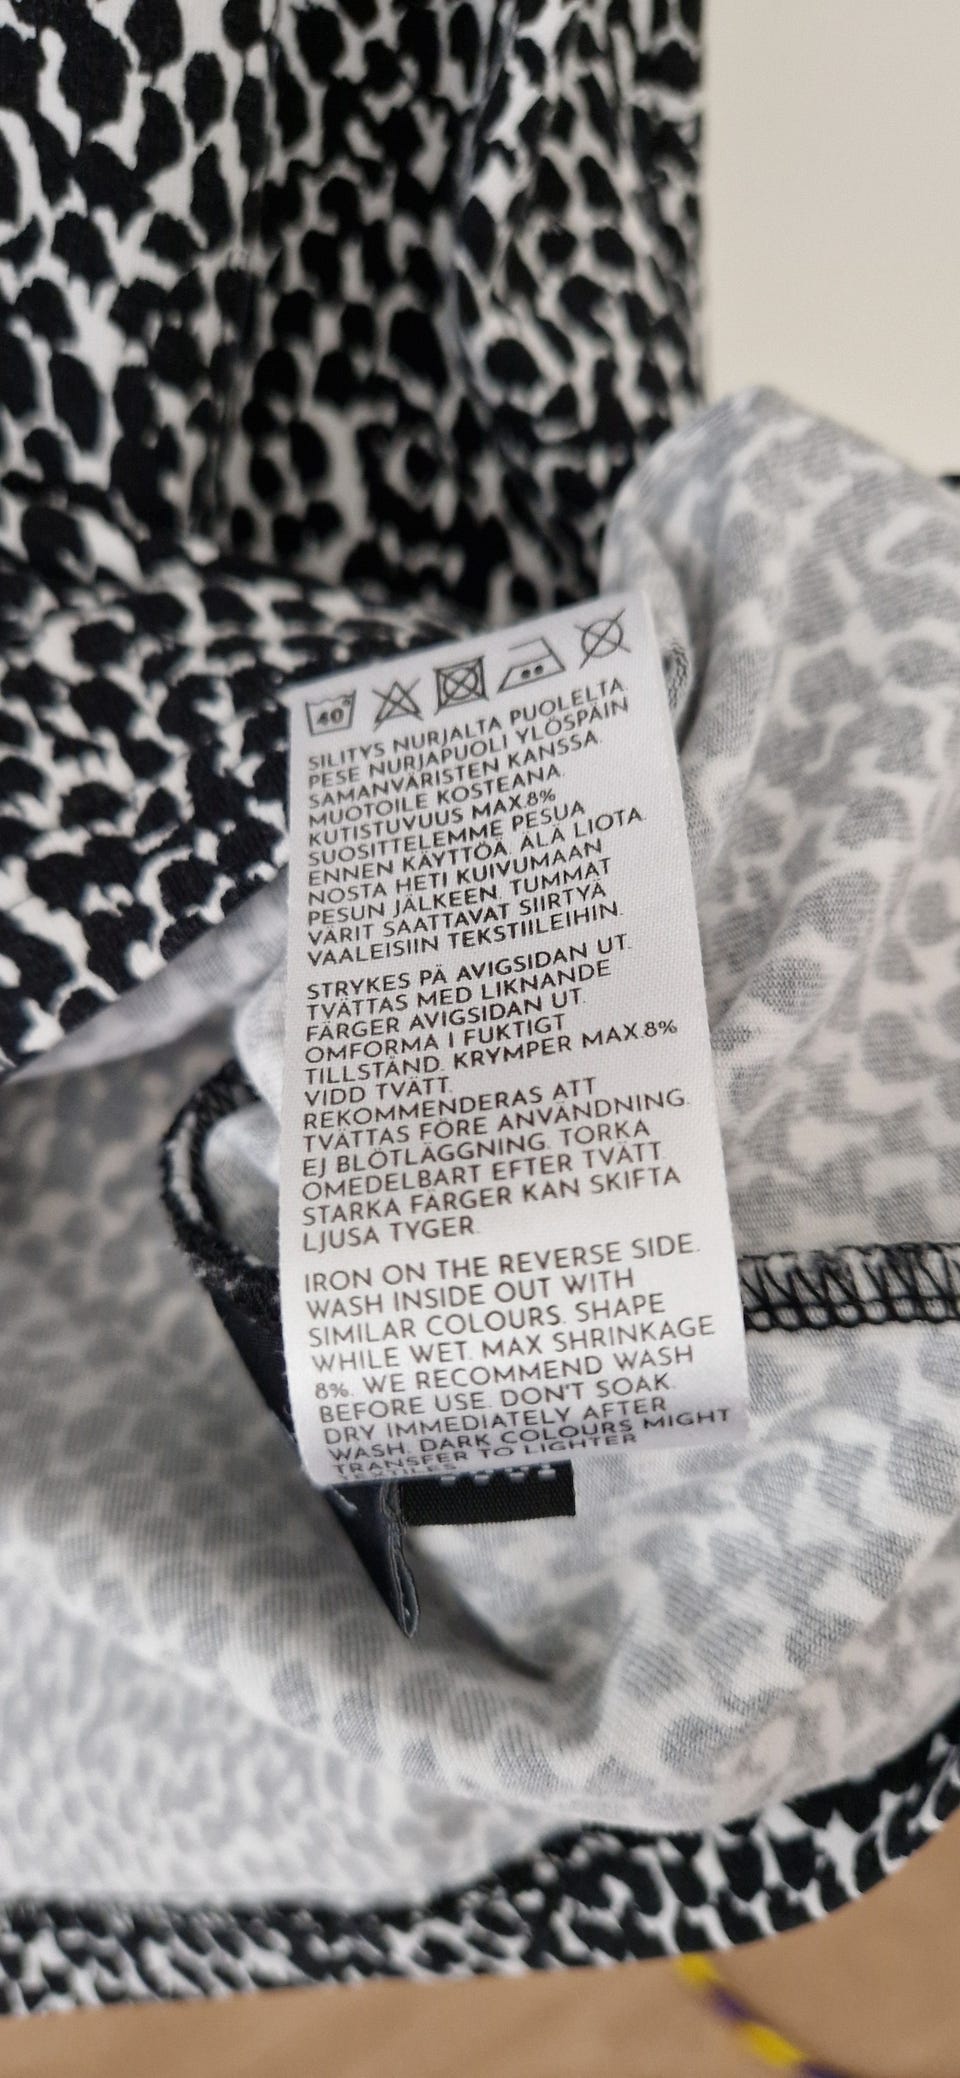 40°
SILITYS NURJALTA PUOLELTA.
PESE NURJAPUOLI YLÖSPÄIN
SAMANVÄRISTEN KANSSA.
MUOTOILE KOSTEANA.
KUTISTUVUUS MAX.8%
SUOSITTELEMME PESUA
ENNEN KÄYTTÖÄ. ÄLÄ LIOTA.
NOSTA HETI KUIVUMAAN
PESUN JÄLKEEN. TUMMAT
VÄRIT SAATTAVAT SIIRTYÄ
VAALEISIIN TEKSTIILEIHIN.
STRYKES PÅ AVIGSIDAN UT.
TVÄTTAS MED LIKNANDE
FÄRGER AVIGSIDAN UT.
OMFORMA I FUKTIGT
TILLSTÄND. KRYMPER MAX.8%
VIDD TVÄTT.
REKOMMENDERAS ATT
TVÄTTAS FÖRE ANVÄNDNING.
EJ BLÖTLÄGGNING. TORKA
OMEDELBART EFTER TVÄTT.
STARKA FÄRGER KAN SKIFTA
LJUSA TYGER.
IRON ON THE REVERSE SIDE.
WASH INSIDE OUT WITH
SIMILAR COLOURS. SHAPE
WHILE WET. MAX SHRINKAGE
8%. WE RECOMMEND WASH
BEFORE USE. DON'T SOAK.
DRY IMMEDIATELY AFTER
WASH. DARK COLOURS MIGHT
TRANSFER TO LIGHTER
TEXTILES